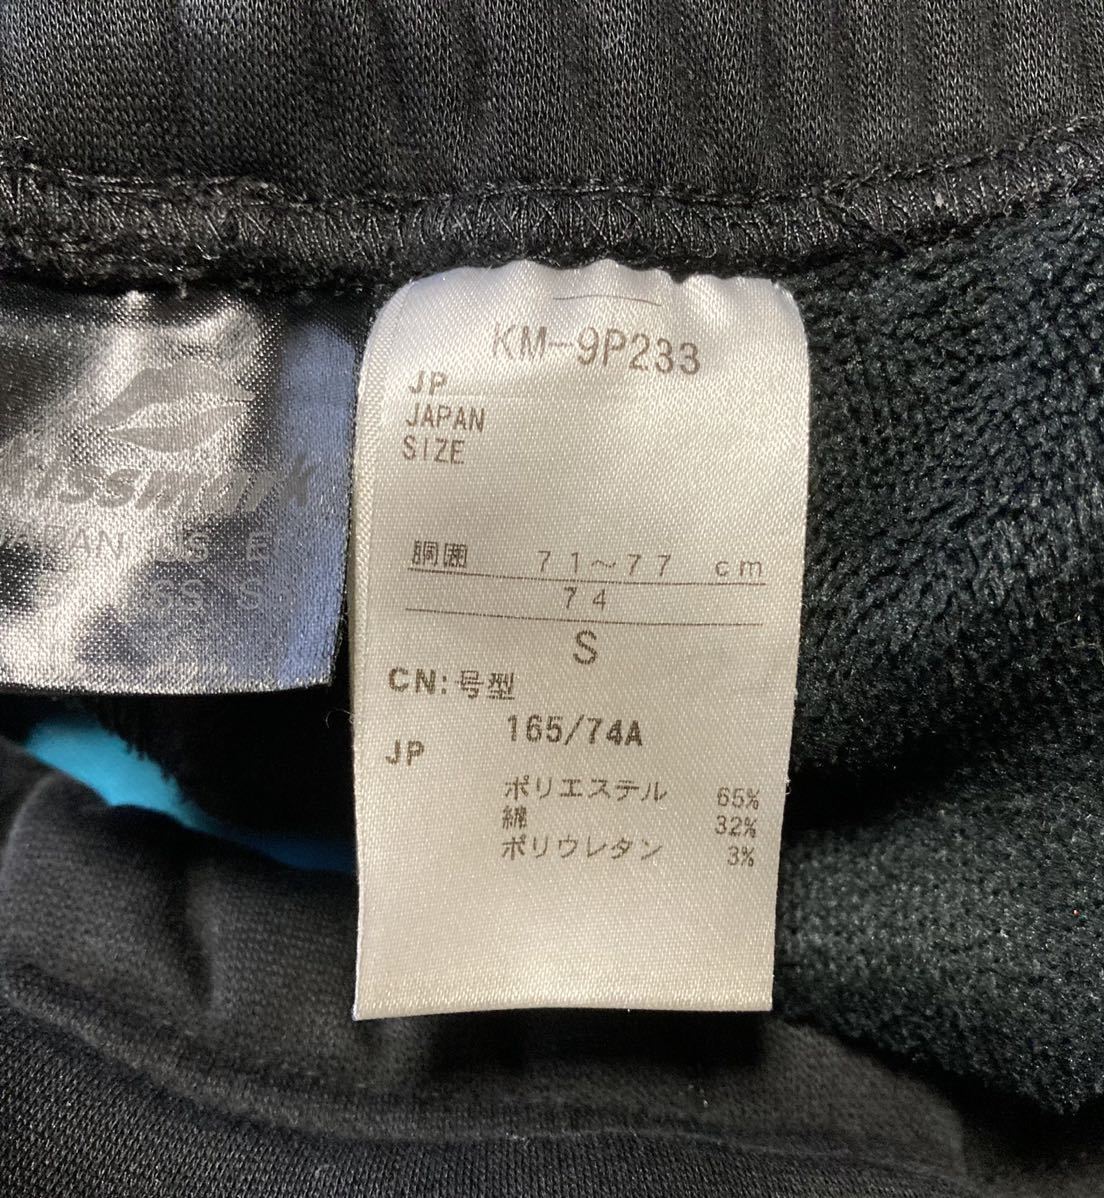 KM-9P233
JP
JAPAN
SIZE
胴囲 71~77 cm
74
S
CN:号型
165/74A
JP
ポリエステル 65%
綿 32%
ポリウレタン 3%
kissmark